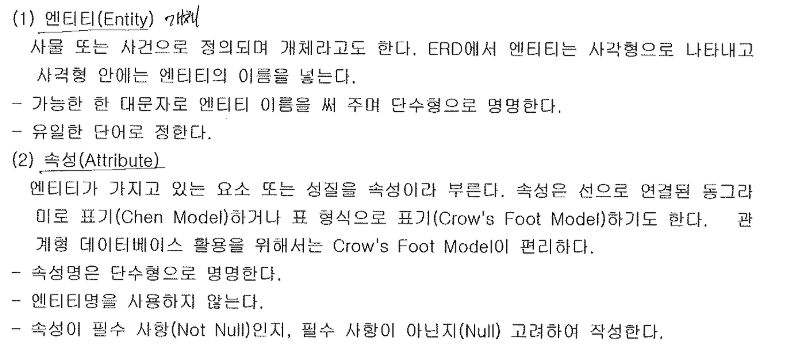 (1) 엔티티(Entity) 개체
사물 또는 사건으로 정의되며 개체라고도 한다. ERD에서 엔티티는 사각형으로 나타내고
사격형 안에는 엔티티의 이름을 넣는다.
- 가능한 한 대문자로 엔티티 이름을 써 주며 단수형으로 명명한다.
- 유일한 단어로 정한다.
(2) 속성(Attribute)
엔티티가 가지고 있는 요소 또는 성질을 속성이라 부른다. 속성은 선으로 연결된 동그라
미로 표기(Chen Model)하거나 표 형식으로 표기(Crow's Foot Model)하기도 한다. 관
계형 데이터베이스 활용을 위해서는 Crow's Foot Model이 편리하다.
- 속성명은 단수형으로 명명한다.
- 엔티티명을 사용하지 않는다.
- 속성이 필수 사항(Not Null)인지, 필수 사항이 아닌지(Null) 고려하여 작성한다.